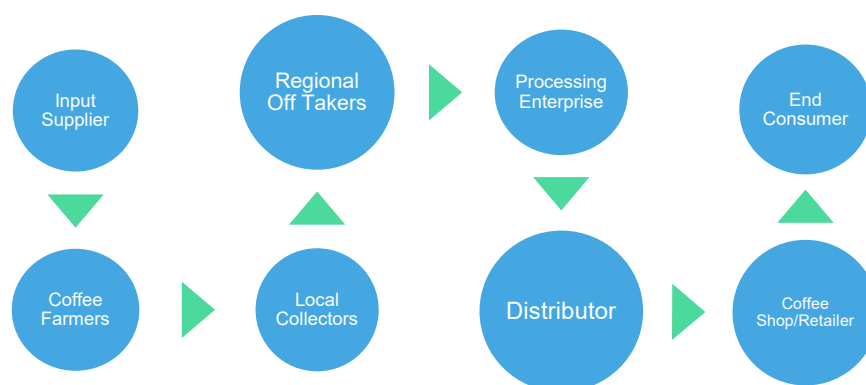 Input
Supplier
Coffee
Farmers
Local
Collectors
Regional
Off Takers
Processing
Enterprise
Distributor
Coffee
Shop/Retailer
End
Consumer